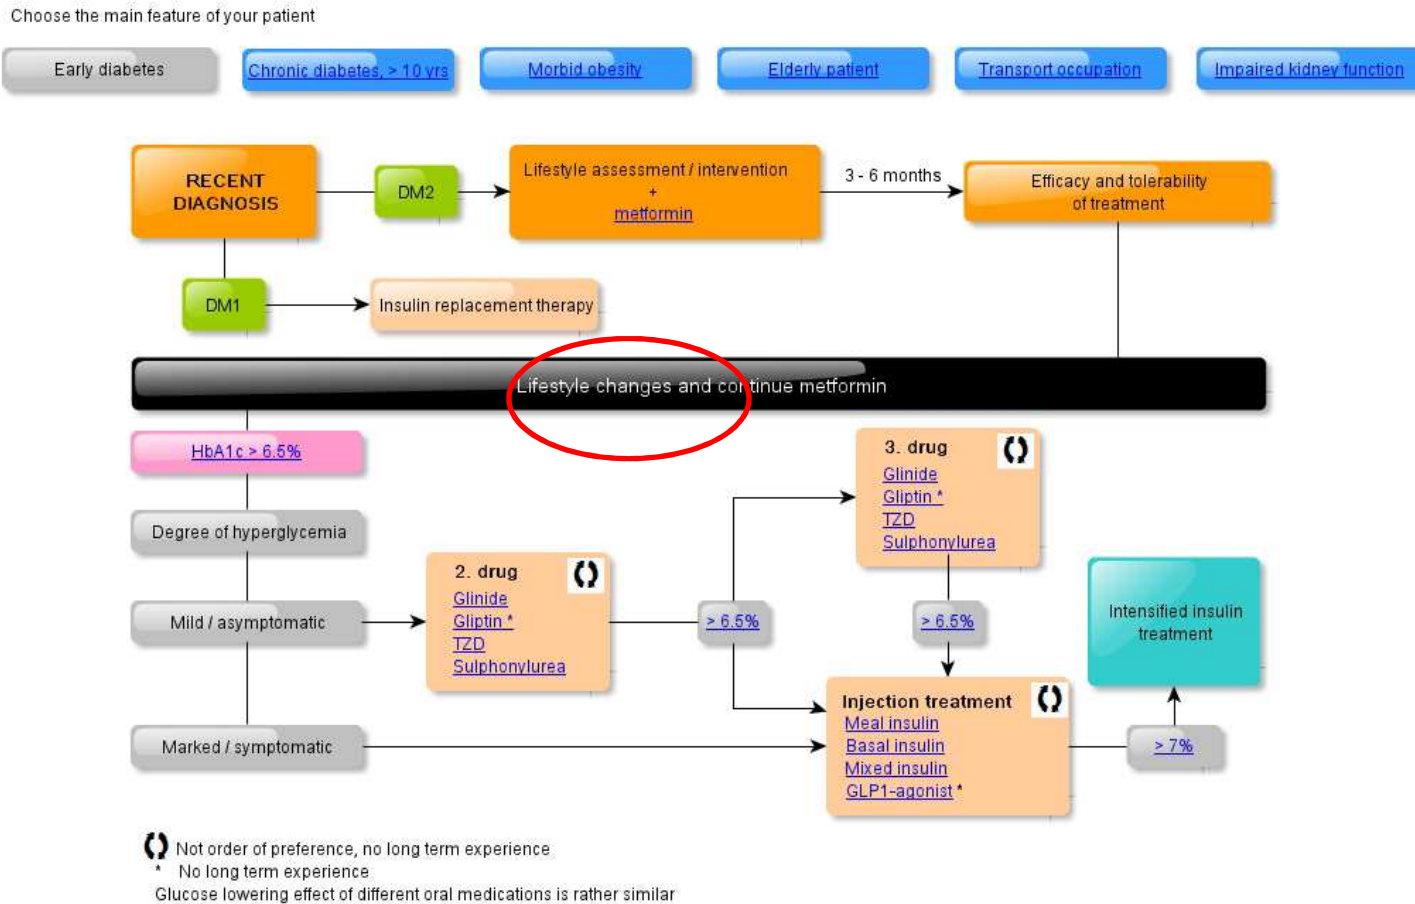 Choose the main feature of your patient
Early diabetes
Chronic diabetes, > 10 yrs
Morbid obesity
Elderly patient
Transport occupation
Impaired kidney function
RECENT
DIAGNOSIS
DM2
Lifestyle assessment / intervention
+
metformin
3 - 6 months
Efficacy and tolerability
of treatment
DM1
Insulin replacement therapy
Lifestyle changes and continue metformin
HbA1c > 6.5%
Degree of hyperglycemia
Mild / asymptomatic
Marked / symptomatic
2. drug
Glinide
Gliptin *
TZD
Sulphonylurea
> 6.5%
3. drug
Glinide
Gliptin *
TZD
Sulphonylurea
> 6.5%
Injection treatment
Meal insulin
Basal insulin
Mixed insulin
GLP1-agonist *
> 7%
Intensified insulin
treatment
Not order of preference, no long term experience
* No long term experience
Glucose lowering effect of different oral medications is rather similar